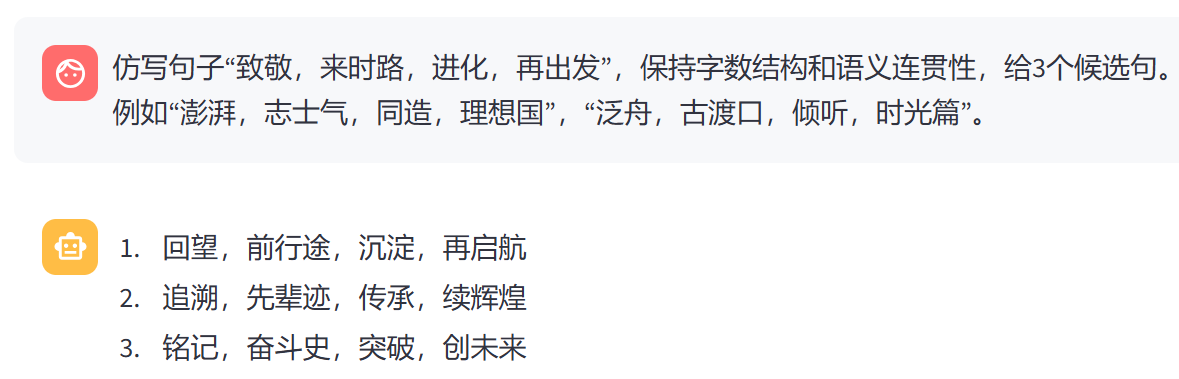 仿写句子“致敬，来时路，进化，再出发”，保持字数结构和语义连贯性，给3个候选句。
例如“澎湃，志士气，同造，理想国”，“泛舟，古渡口，倾听，时光篇”。
1. 回望，前行途，沉淀，再启航
2. 追溯，先辈迹，传承，续辉煌
3. 铭记，奋斗史，突破，创未来